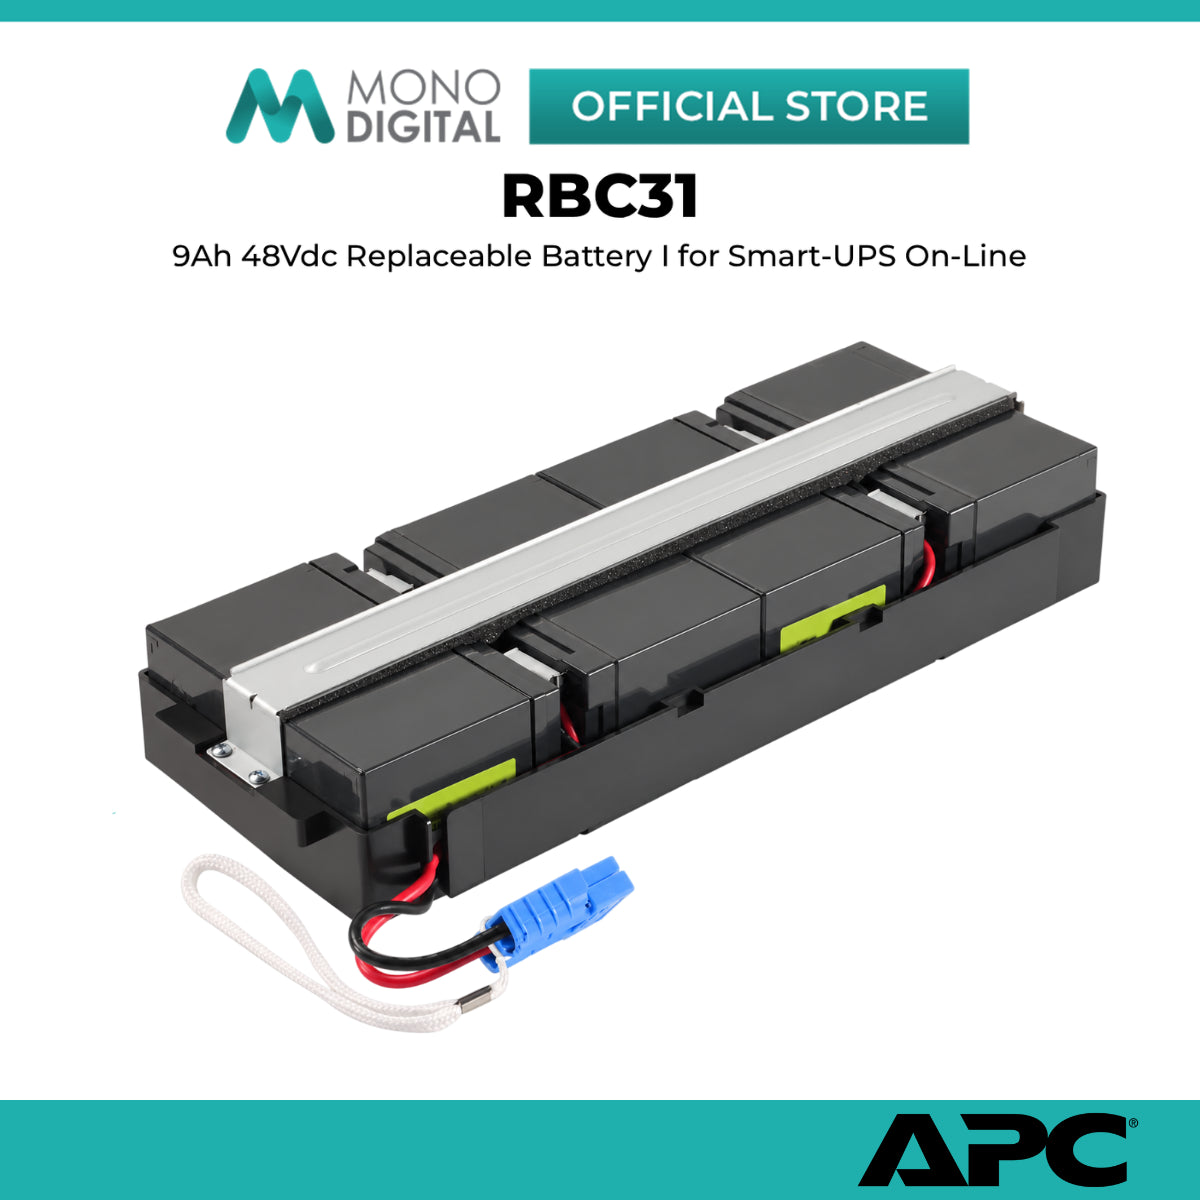 MONO
DIGITAL
OFFICIAL STORE
RBC31
9Ah 48Vdc Replaceable Battery I for Smart-UPS On-Line
APC®